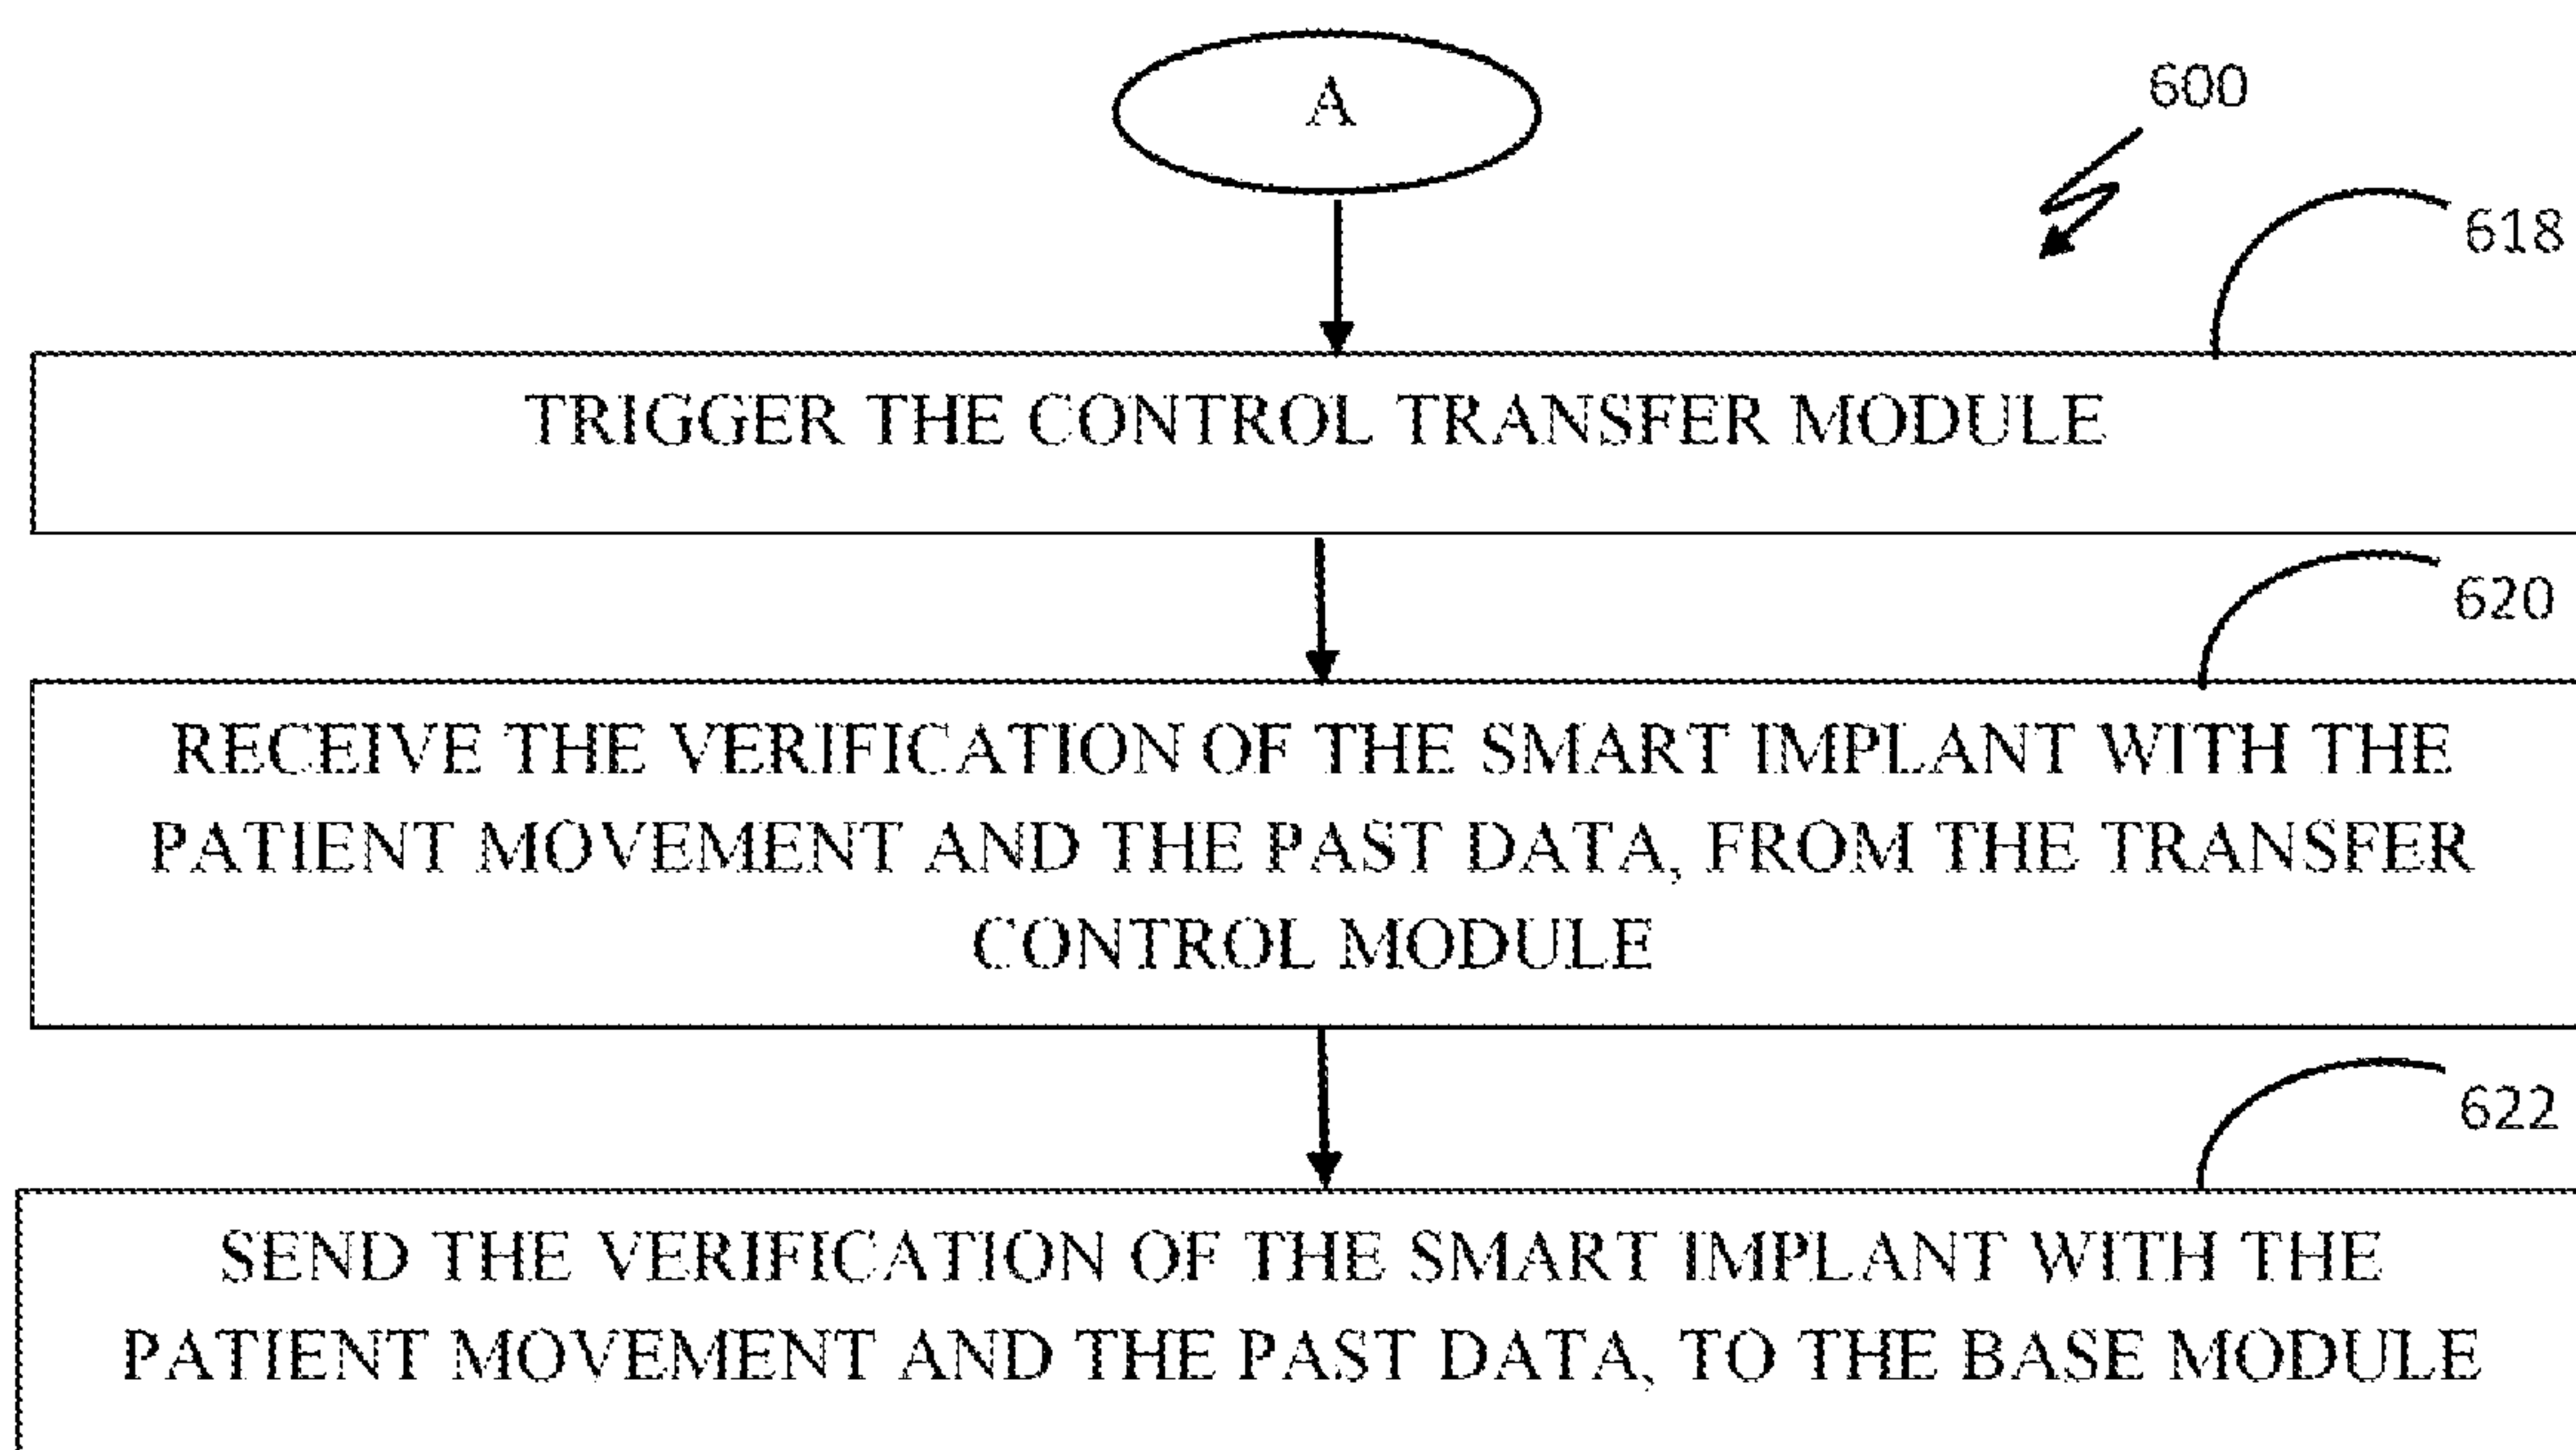 A
600
618
TRIGGER THE CONTROL TRANSFER MODULE
620
RECEIVE THE VERIFICATION OF THE SMART IMPLANT WITH THE
PATIENT MOVEMENT AND THE PAST DATA, FROM THE TRANSFER
CONTROL MODULE
622
SEND THE VERIFICATION OF THE SMART IMPLANT WITH THE
PATIENT MOVEMENT AND THE PAST DATA, TO THE BASE MODULE